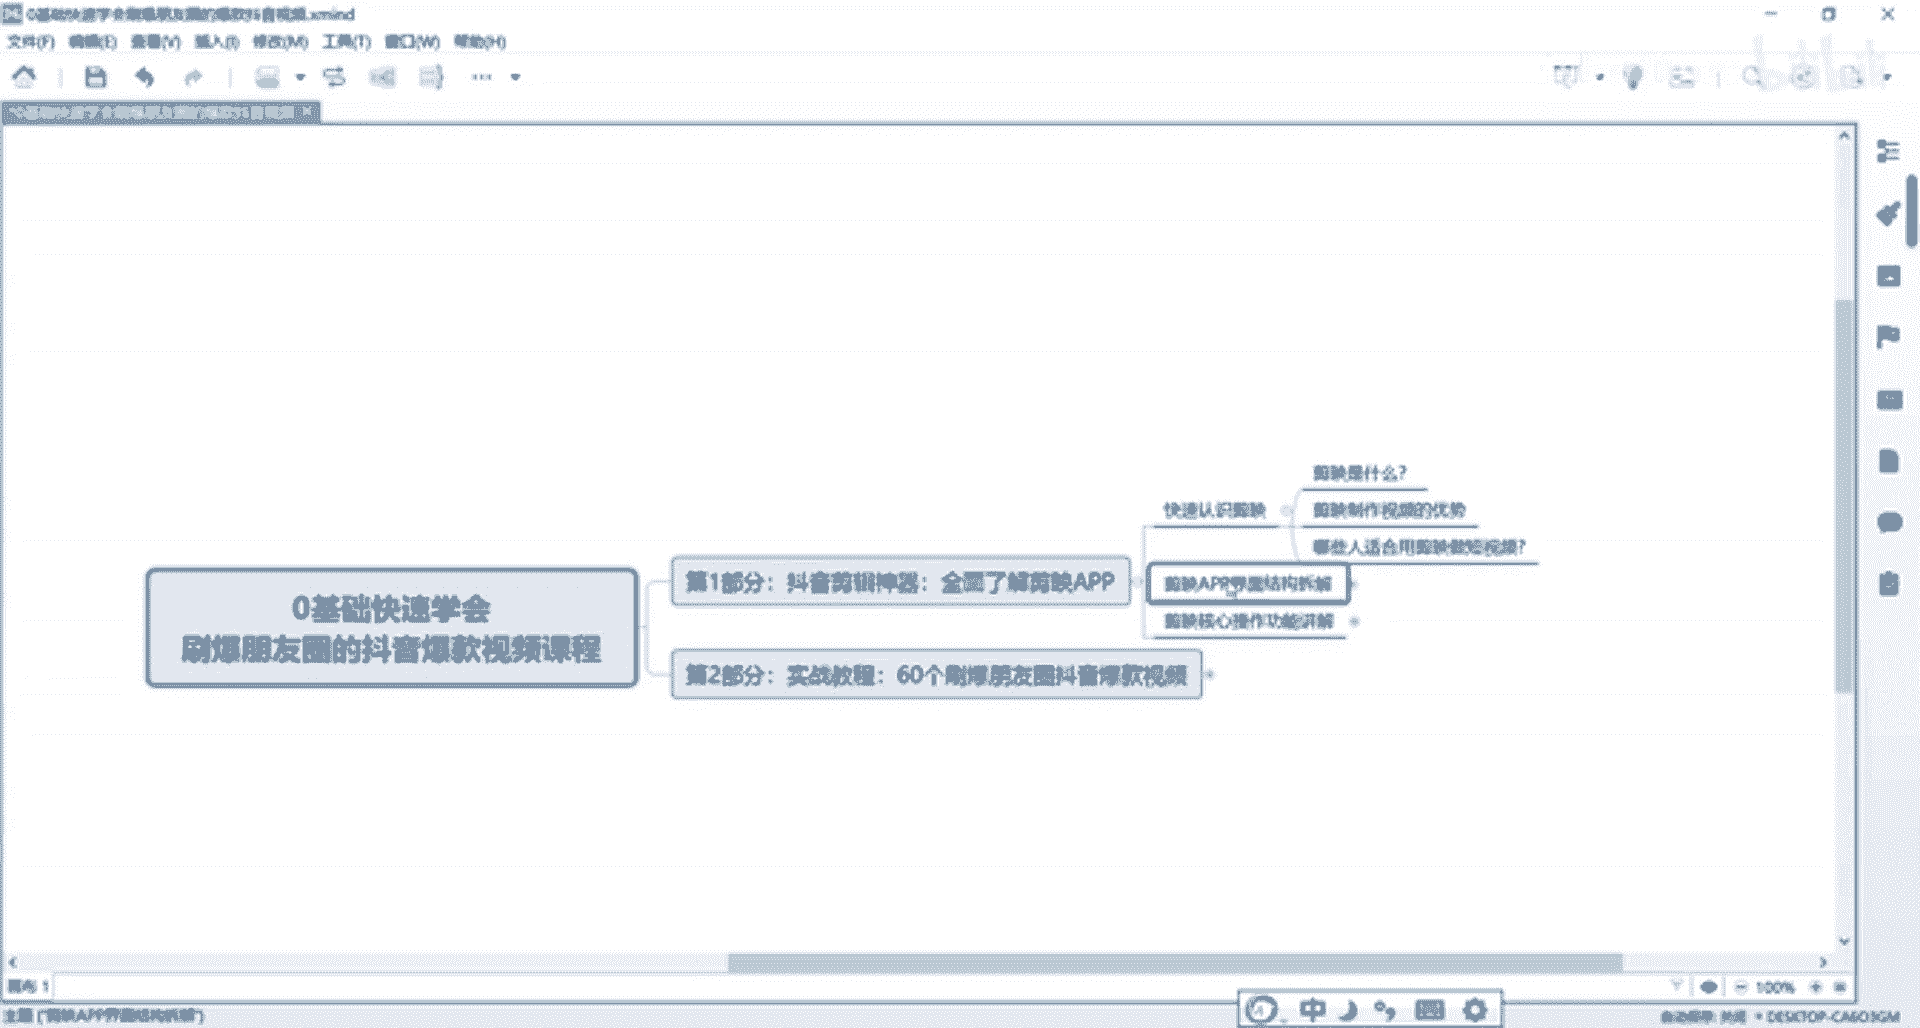 0基础快速学会刷爆朋友圈的爆款抖音视频.xmind
文件(F) 编辑(E) 查看(V) 插入(I) 修改(M) 工具(T) 窗口(W) 帮助(H)
bilibili
剪映是什么？
快速认识剪映
剪映制作视频的优势
哪些人适合用剪映做短视频？
第1部分：抖音剪辑神器：全面了解剪映APP
剪映APP界面结构拆解
0基础快速学会
刷爆朋友圈的抖音爆款视频课程
剪映核心操作功能讲解
第2部分：实战教程：60个刷爆朋友圈抖音爆款视频
画布 1
100%
中
主题 ("剪映APP界面结构拆解")
自动保存: 关闭
DESKTOP-CA6O3GM